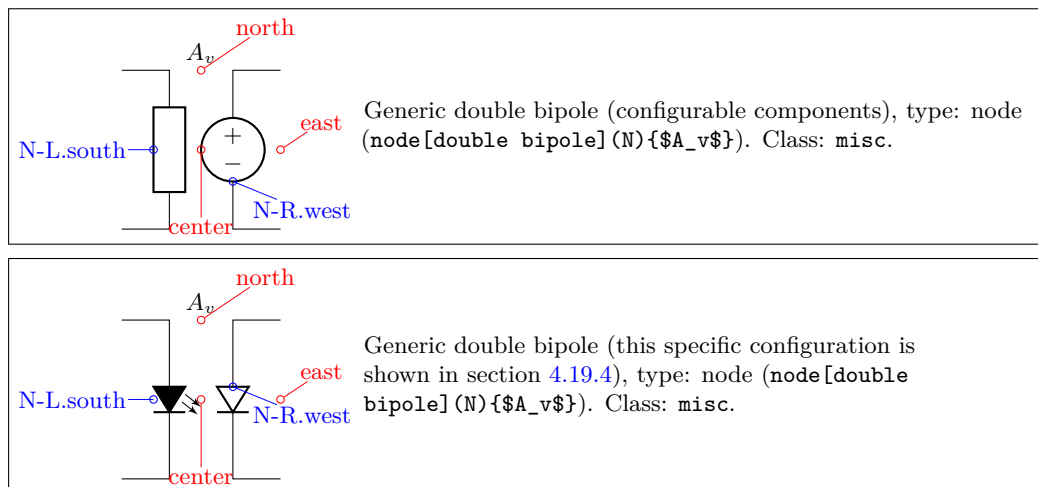 north
A_v
east
N-L.south
N-R.west
center
+
−
Generic double bipole (configurable components), type: node
(node[double bipole](N){$A_v$}). Class: misc.
north
A_v
east
N-L.south
N-R.west
center
Generic double bipole (this specific configuration is
shown in section 4.19.4), type: node (node[double
bipole](N){$A_v$}). Class: misc.